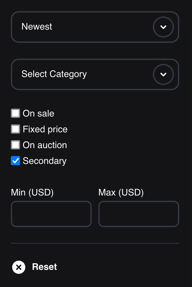 Newest
Select Category
On sale
Fixed price
On auction
Secondary
Min (USD) Max (USD)
Reset